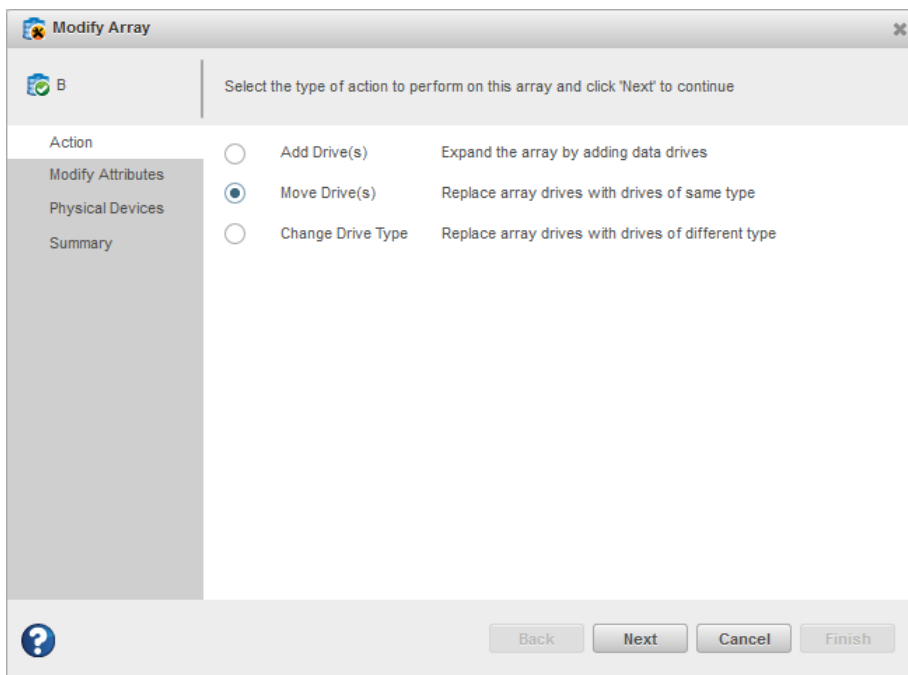 Modify Array
B
Select the type of action to perform on this array and click 'Next' to continue
Action
Modify Attributes
Physical Devices
Summary
Add Drive(s) Expand the array by adding data drives
Move Drive(s) Replace array drives with drives of same type
Change Drive Type Replace array drives with drives of different type
Back Next Cancel Finish